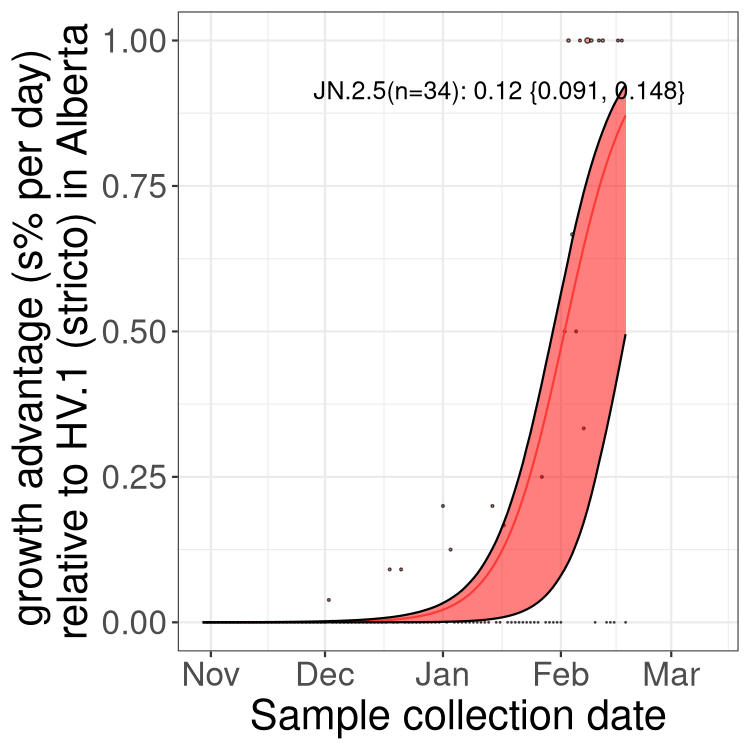 growth advantage (s% per day)
relative to HV.1 (stricto) in Alberta
1.00
0.75
0.50
0.25
0.00
JN.2.5(n=34): 0.12 {0.091, 0.148}
Nov Dec Jan Feb Mar
Sample collection date